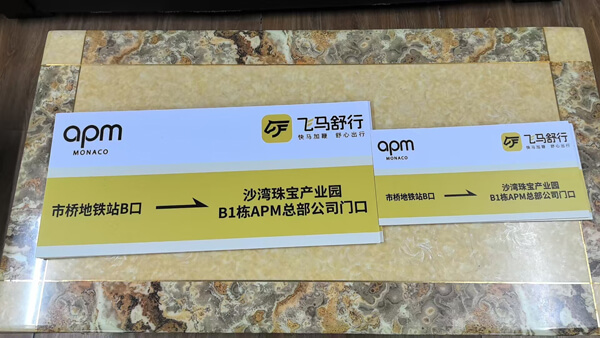 apm
MONACO
飞马舒行
快马加鞭 舒心出行
市桥地铁站B口
沙湾珠宝产业园
B1栋APM总部公司门口
apm
MONACO
飞马舒行
快马加鞭 舒心出行
市桥地铁站B口
沙湾珠宝产业园
B1栋APM总部公司门口